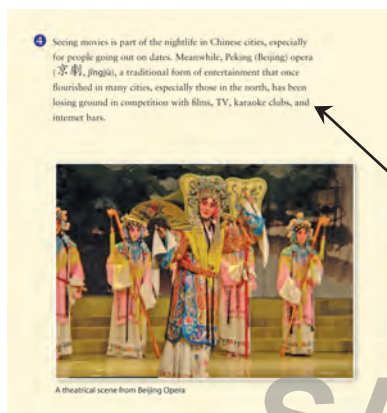 4 Seeing movies is part of the nightlife in Chinese cities, especially
for people going out on dates. Meanwhile, Peking (Beijing) opera
(京劇, jīngjù), a traditional form of entertainment that once
flourished in many cities, especially those in the north, has been
losing ground in competition with films, TV, karaoke clubs, and
internet bars.
A theatrical scene from Beijing Opera
SA